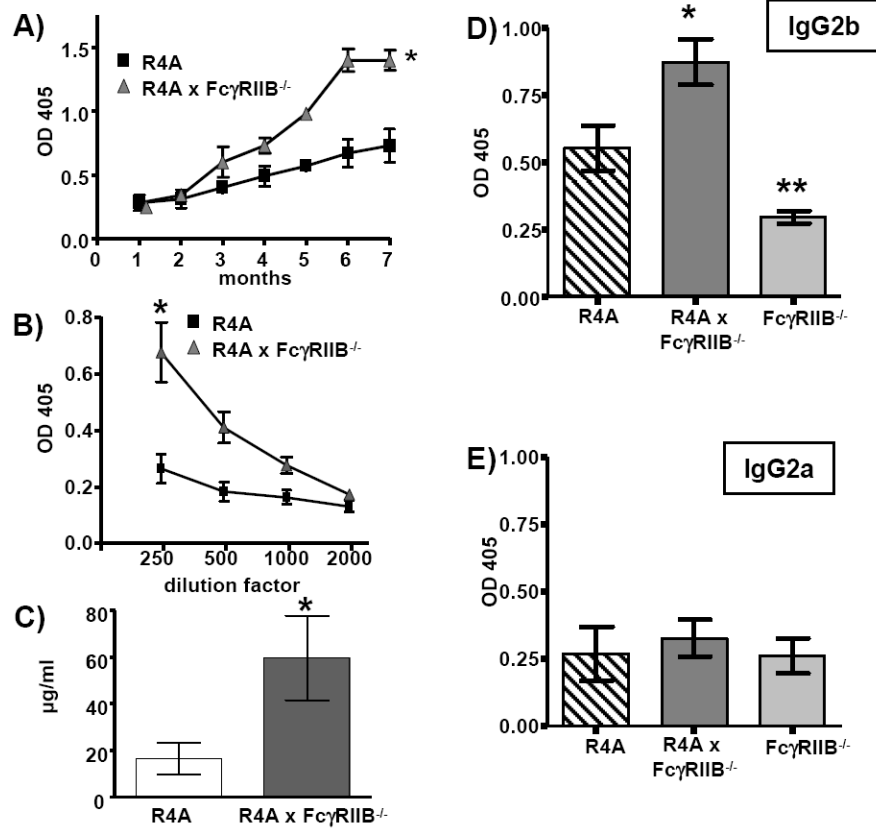 A)
OD 405
1.5
1.0
0.5
0.0
R4A
R4A x FcγRIIB-/-
*
0 1 2 3 4 5 6 7
months
B)
OD 405
0.8
0.6
0.4
0.2
0.0
*
R4A
R4A x FcγRIIB-/-
250 500 1000 2000
dilution factor
C)
µg/ml
80
60
40
20
0
*
R4A R4A x FcγRIIB-/-
D)
IgG2b
OD 405
1.00
0.75
0.50
0.25
0.00
*
**
R4A R4A x FcγRIIB-/-
FcγRIIB-/-
E)
IgG2a
OD 405
1.00
0.75
0.50
0.25
0.00
R4A R4A x FcγRIIB-/-
FcγRIIB-/-